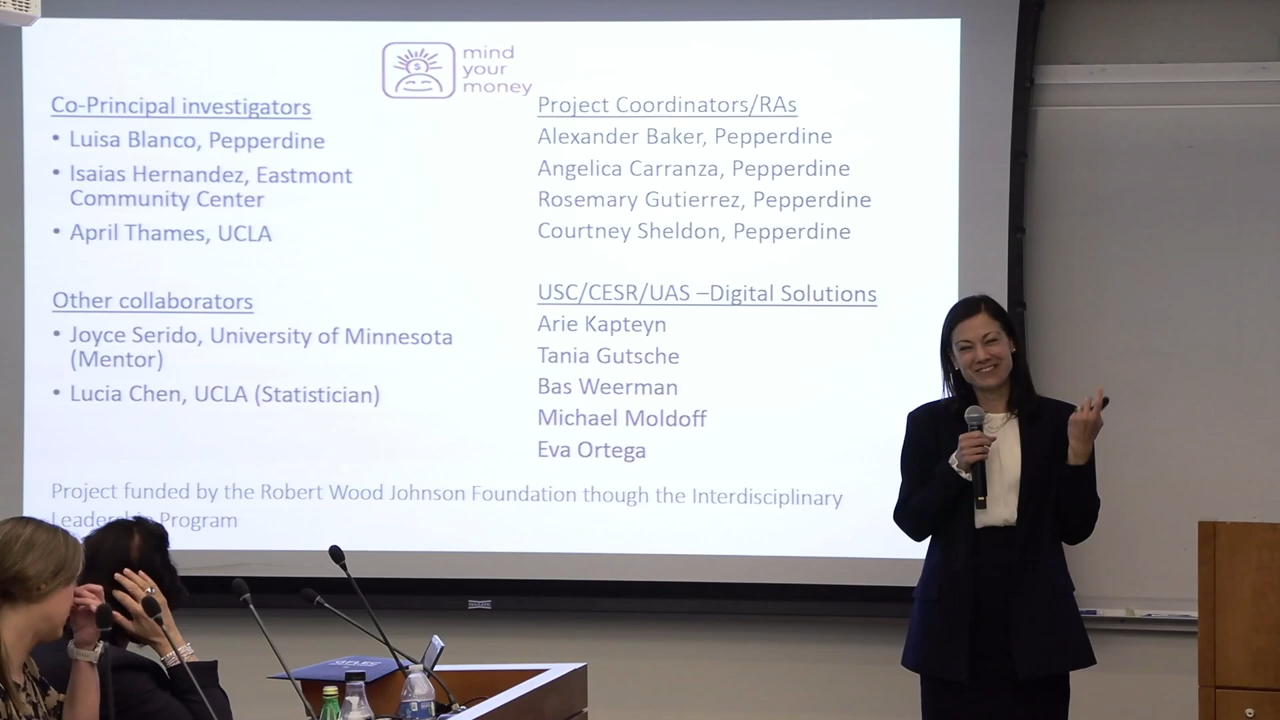 mind
your
money
Co-Principal investigators
• Luisa Blanco, Pepperdine
• Isaias Hernandez, Eastmont
Community Center
• April Thames, UCLA
Other collaborators
• Joyce Serido, University of Minnesota
(Mentor)
• Lucia Chen, UCLA (Statistician)
Project Coordinators/RAs
Alexander Baker, Pepperdine
Angelica Carranza, Pepperdine
Rosemary Gutierrez, Pepperdine
Courtney Sheldon, Pepperdine
USC/CESR/UAS –Digital Solutions
Arie Kapteyn
Tania Gutsche
Bas Weerman
Michael Moldoff
Eva Ortega
Project funded by the Robert Wood Johnson Foundation though the Interdisciplinary
Leadership Program